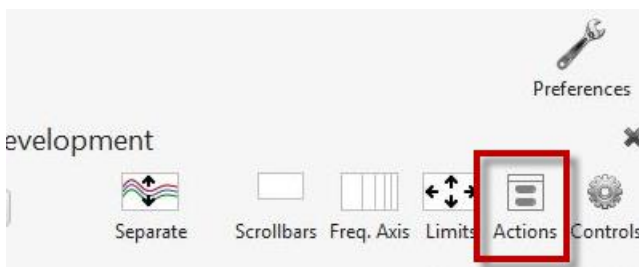 Preferences
evelopment
Separate Scrollbars Freq. Axis Limits Actions Controls